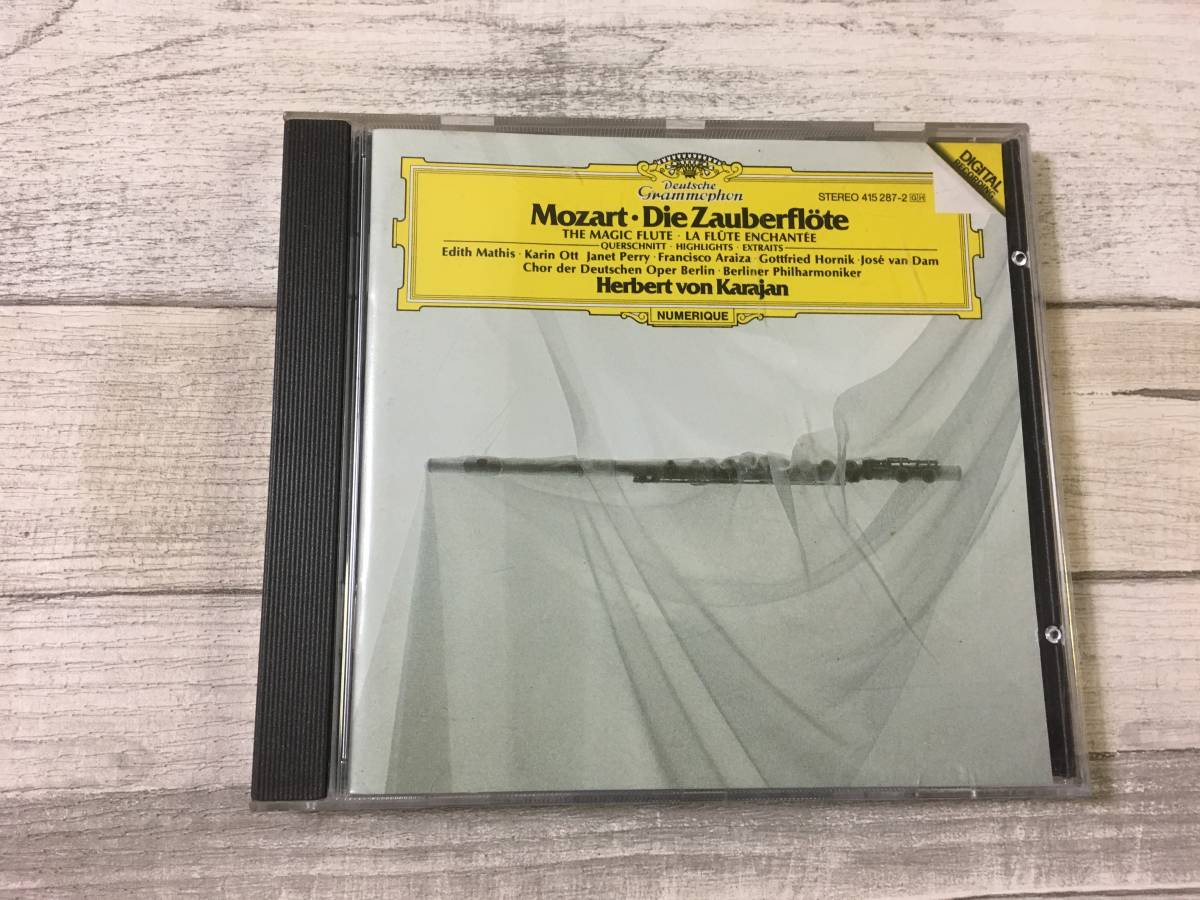 Deutsche
Grammophon
DIGITAL
RECORDING
STEREO 415 287-2 GH
Mozart · Die Zauberflöte
THE MAGIC FLUTE · LA FLÛTE ENCHANTÉE
QUERSCHNITT · HIGHLIGHTS · EXTRAITS
Edith Mathis · Karin Ott Janet Perry · Francisco Araiza · Gottfried Hornik · José van Dam
Chor der Deutschen Oper Berlin · Berliner Philharmoniker
Herbert von Karajan
NUMERIQUE